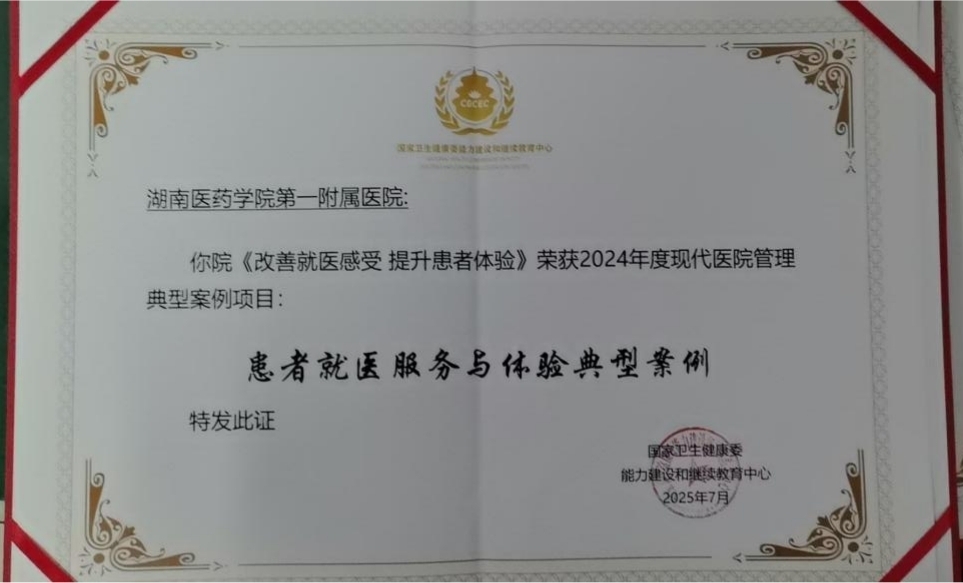 CBCEC
国家卫生健康委能力建设和继续教育中心
湖南医药学院第一附属医院:
你院《改善就医感受 提升患者体验》荣获2024年度现代医院管理
典型案例项目：
患者就医服务与体验典型案例
特发此证
国家卫生健康委
能力建设和继续教育中心
2025年7月